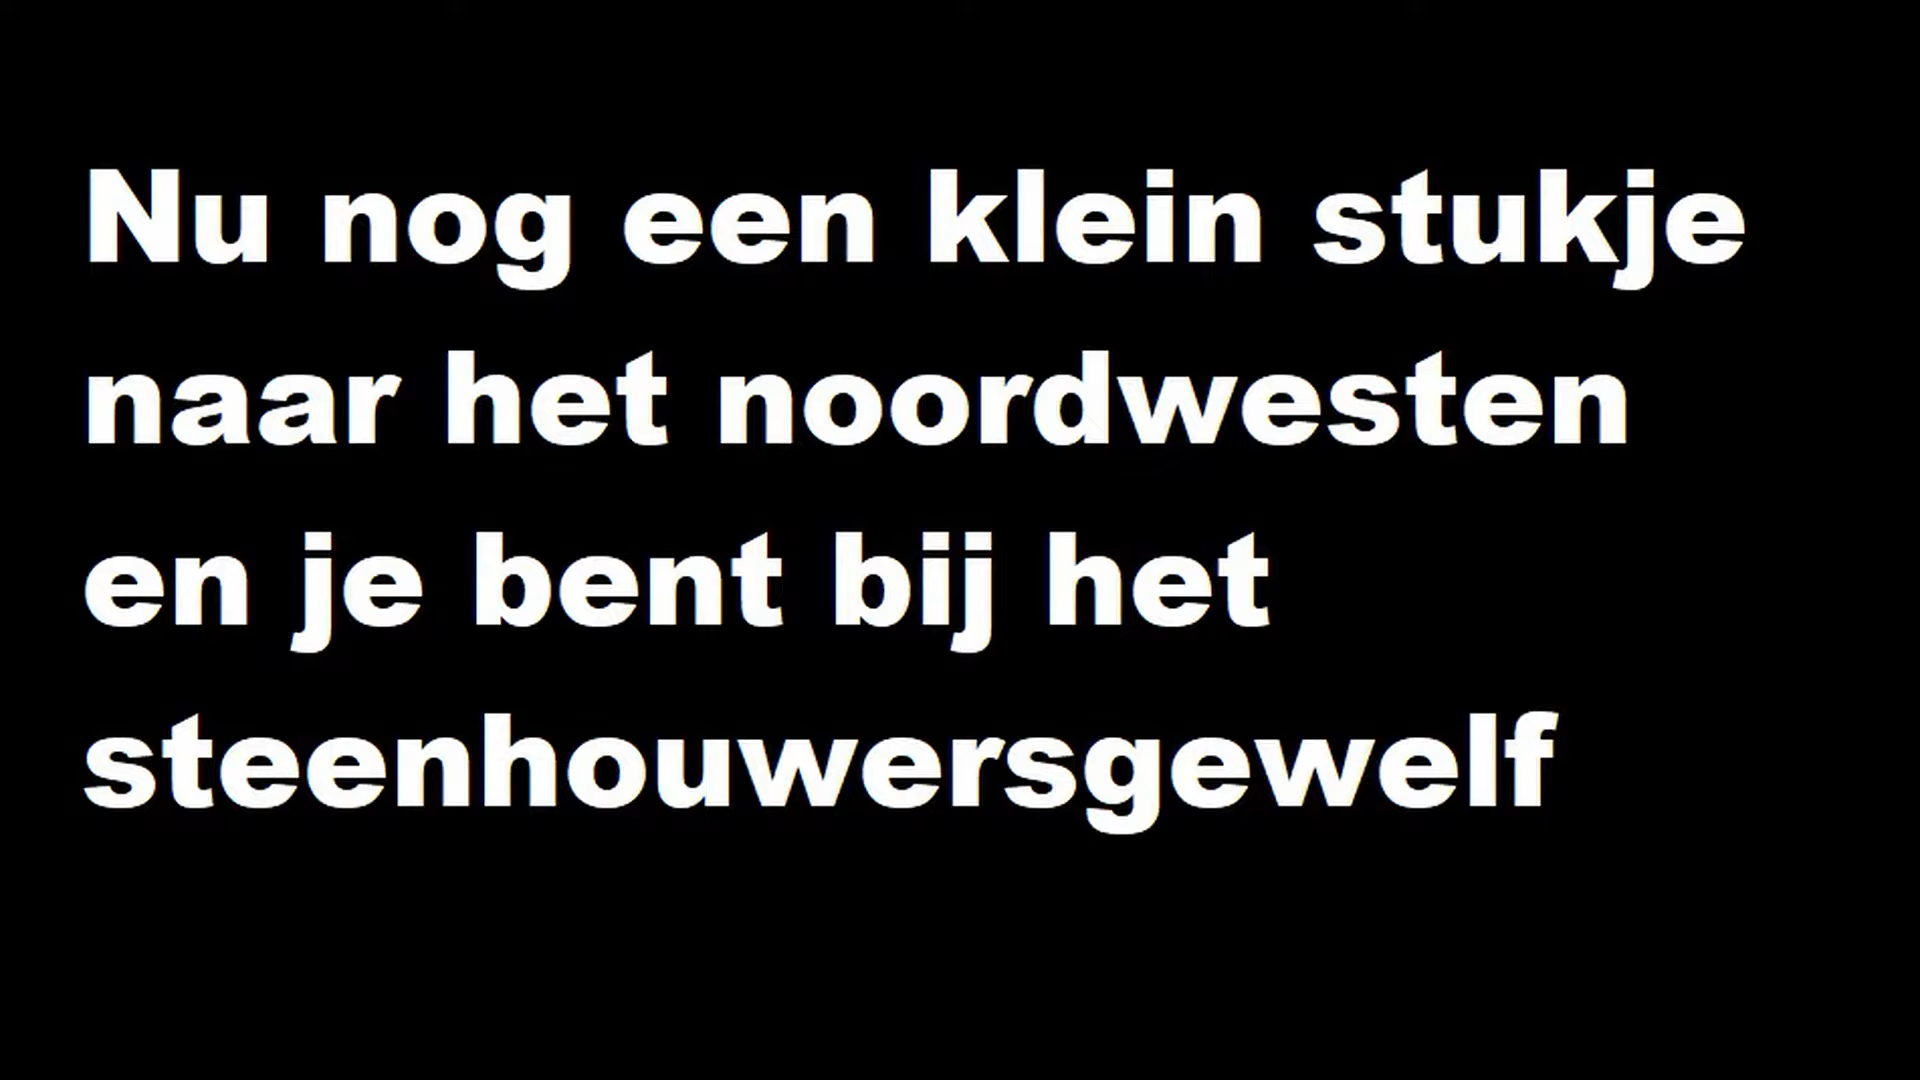 Nu nog een klein stukje
naar het noordwesten
en je bent bij het
steenhouwersgewelf